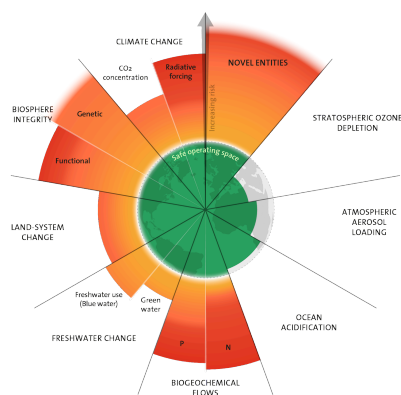 CLIMATE CHANGE
CO2
concentration
Radiative
forcing
Increasing risk
NOVEL ENTITIES
STRATOSPHERIC OZONE
DEPLETION
BIOSPHERE
INTEGRITY
Genetic
Functional
Safe operating space
ATMOSPHERIC
AEROSOL
LOADING
LAND-SYSTEM
CHANGE
Freshwater use
(Blue water)
Green
water
FRESHWATER CHANGE
P
N
OCEAN
ACIDIFICATION
BIOGEOCHEMICAL
FLOWS